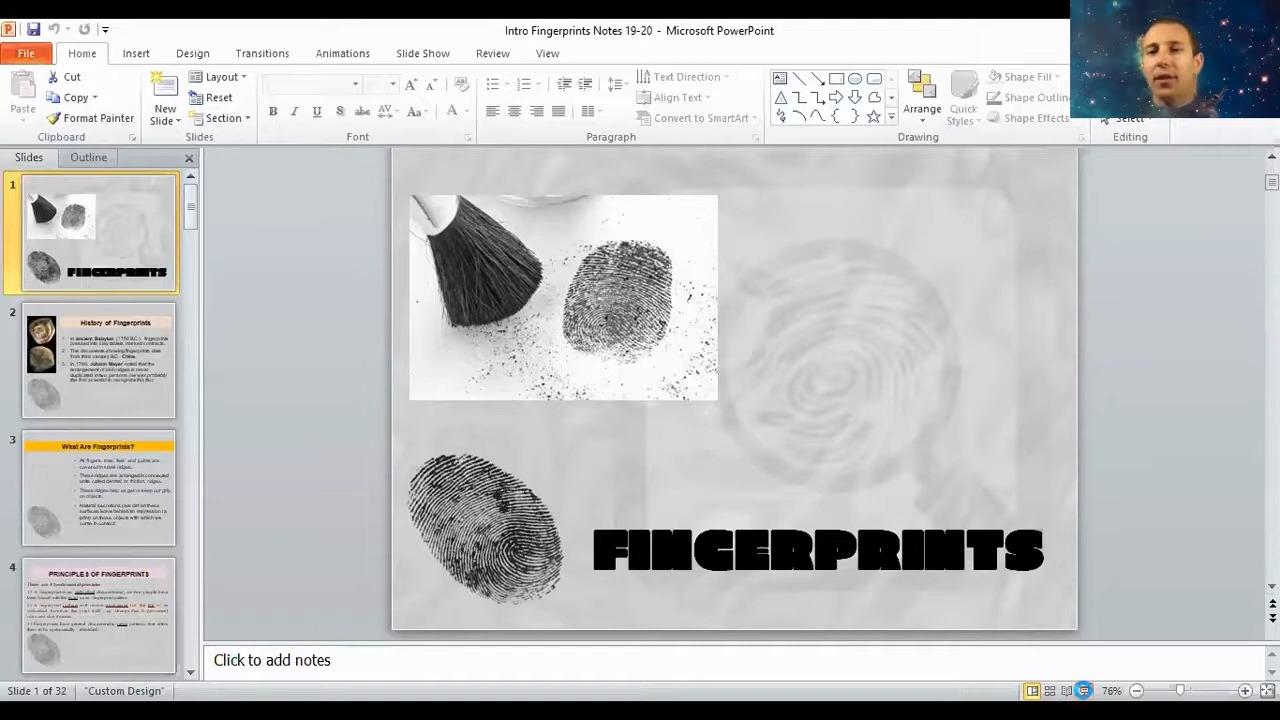 Intro Fingerprints Notes 19-20 - Microsoft PowerPoint
File Home Insert Design Transitions Animations Slide Show Review View
Paste
Cut
Copy
Format Painter
Clipboard
New Slide
Layout
Reset
Section
Slides
B U S abc AV Aa A
Font
Text Direction
Align Text
Convert to SmartArt
Paragraph
Arrange
Quick Styles
Shape Fill
Shape Outline
Shape Effects
Drawing
Select
Editing
Slides Outline
1
FINGERPRINTS
2
History of Fingerprints
3
What Are Fingerprints?
4
PRINCIPLES OF FINGERPRINTS
FINGERPRINTS
Click to add notes
Slide 1 of 32 "Custom Design" 76%